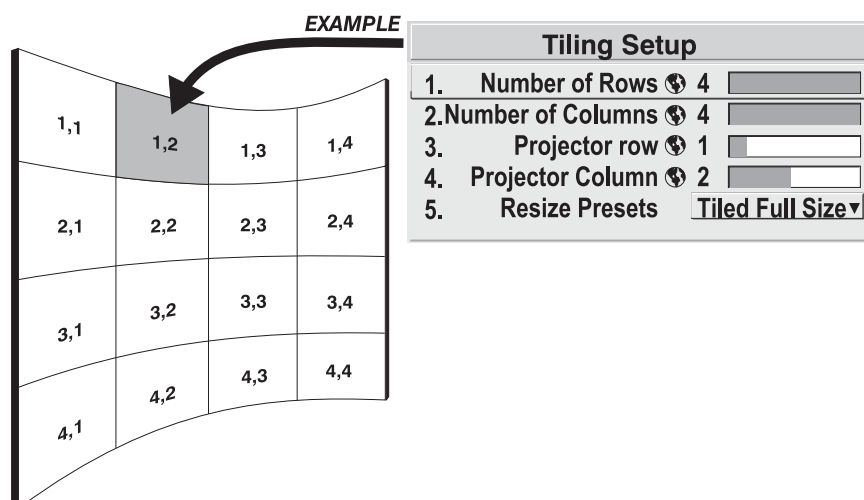 EXAMPLE
Tiling Setup
1. Number of Rows 4
2. Number of Columns 4
3. Projector row 1
4. Projector Column 2
5. Resize Presets Tiled Full Size
1,1 1,2 1,3 1,4
2,1 2,2 2,3 2,4
3,1 3,2 3,3 3,4
4,1 4,2 4,3 4,4